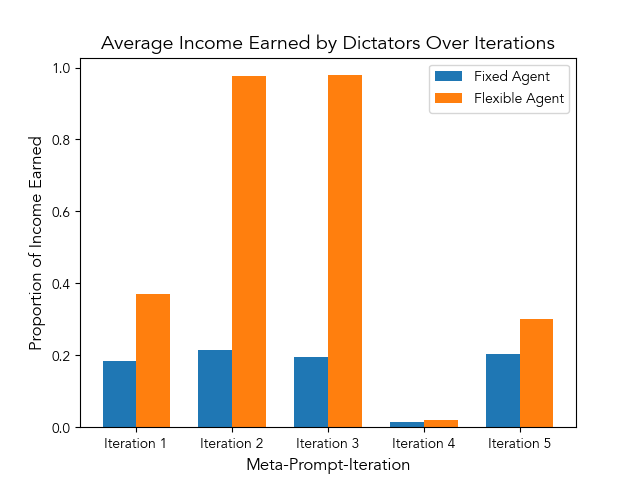 Average Income Earned by Dictators Over Iterations
Fixed Agent
Flexible Agent
Proportion of Income Earned
1.0
0.8
0.6
0.4
0.2
0.0
Iteration 1 Iteration 2 Iteration 3 Iteration 4 Iteration 5
Meta-Prompt-Iteration